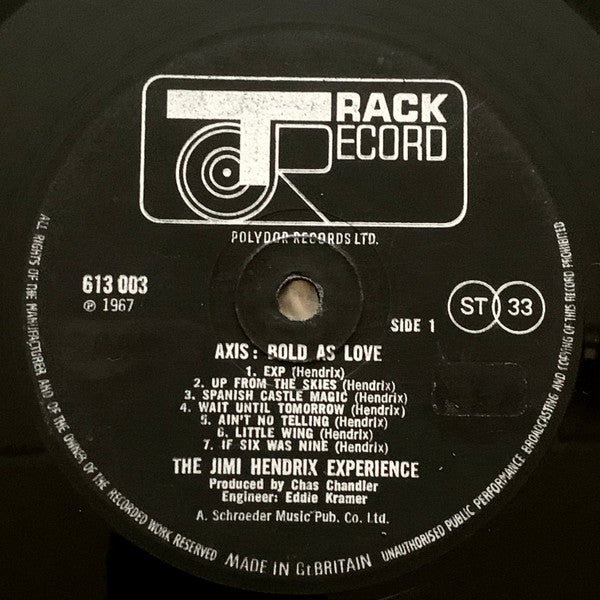 TRACK
RECORD
POLYDOR RECORDS LTD.
613 003
℗ 1967
ST 33
SIDE 1
AXIS: BOLD AS LOVE
1. EXP (Hendrix)
2. UP FROM THE SKIES (Hendrix)
3. SPANISH CASTLE MAGIC (Hendrix)
4. WAIT UNTIL TOMORROW (Hendrix)
5. AIN'T NO TELLING (Hendrix)
6. LITTLE WING (Hendrix)
7. IF SIX WAS NINE (Hendrix)
THE JIMI HENDRIX EXPERIENCE
Produced by Chas Chandler
Engineer: Eddie Kramer
A. Schroeder Music Pub. Co. Ltd.
ALL RIGHTS OF THE MANUFACTURER AND OF THE OWNER OF THE RECORDED WORK RESERVED
MADE IN Gt BRITAIN
UNAUTHORISED PUBLIC PERFORMANCE BROADCASTING AND COPYING OF THIS RECORD PROHIBITED